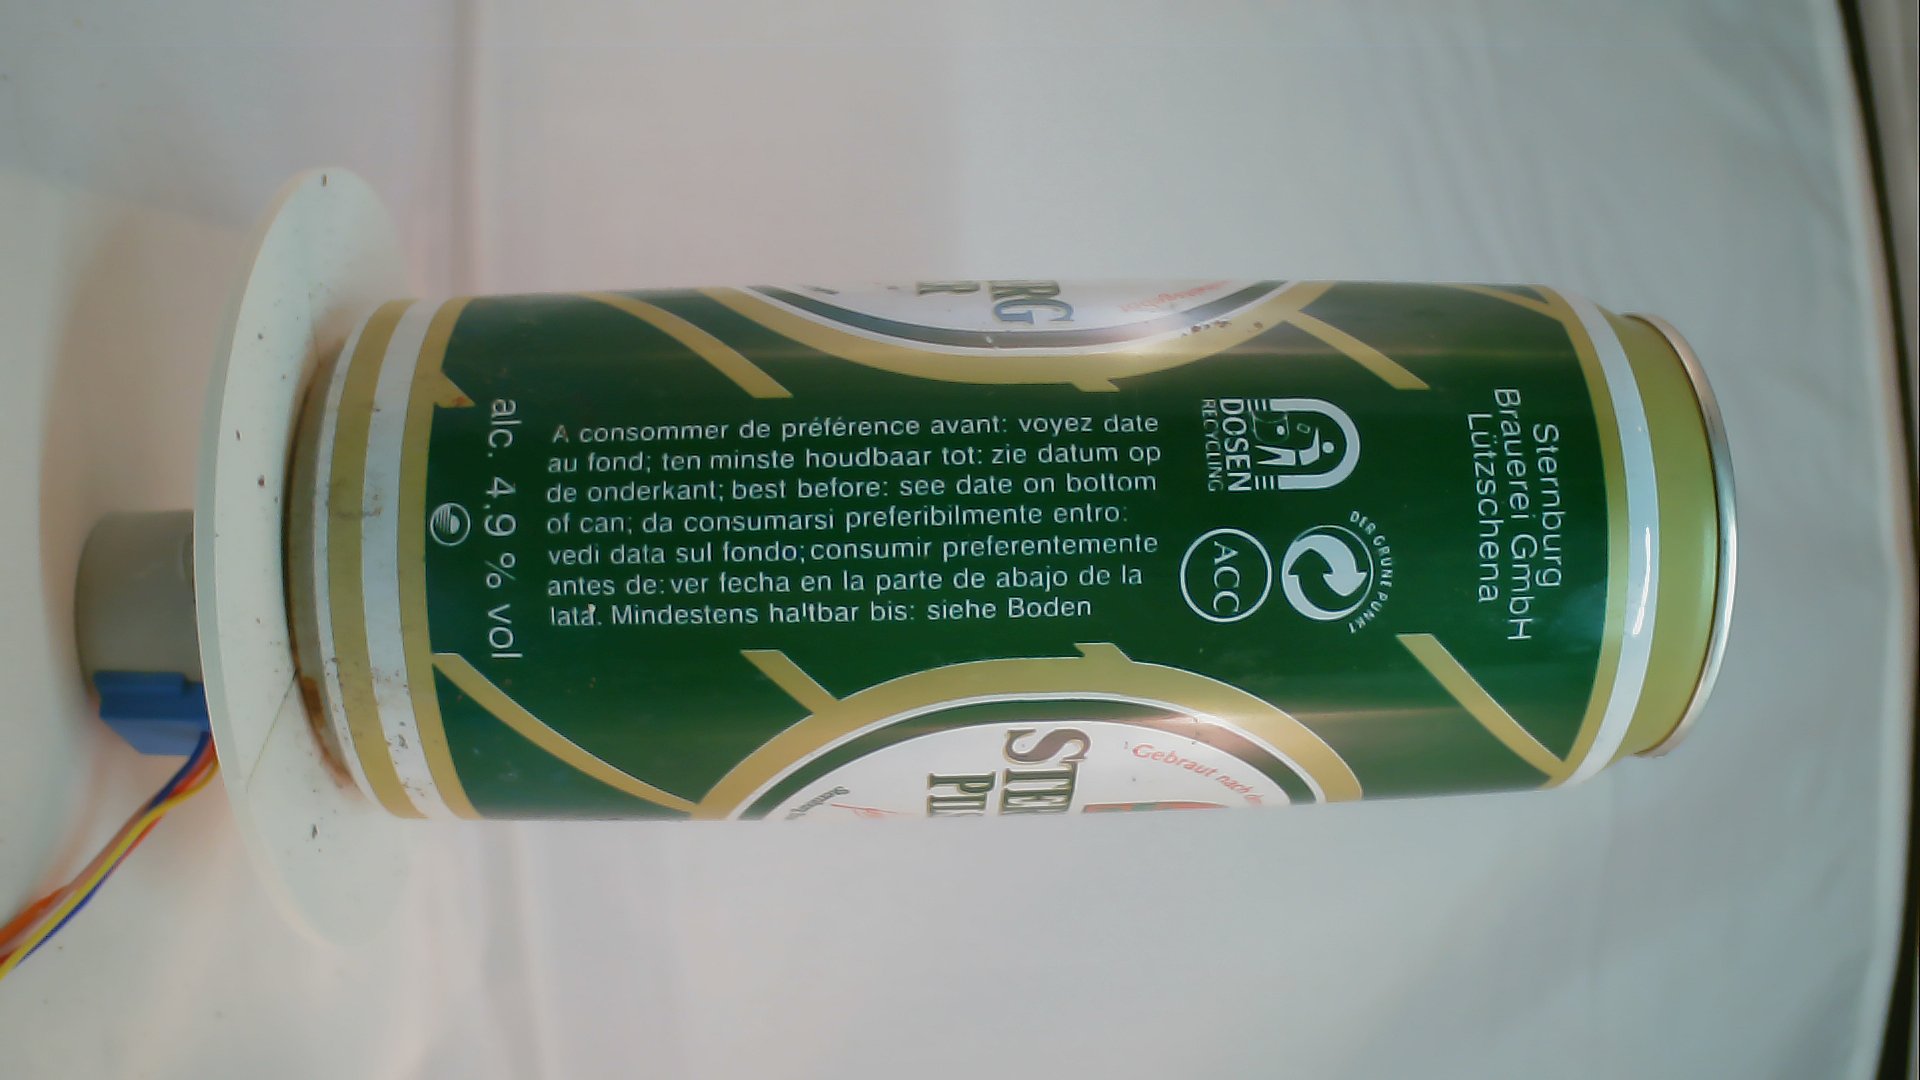 Sternburg
Brauerei GmbH
Lützschena
DER GRÜNE PUNKT
DOSEN
RECYCLING
ACC
A consommer de préférence avant: voyez date
au fond; ten minste houdbaar tot: zie datum op
de onderkant; best before: see date on bottom
of can; da consumarsi preferibilmente entro:
vedi data sul fondo; consumir preferentemente
antes de: ver fecha en la parte de abajo de la
lata. Mindestens haltbar bis: siehe Boden
alc. 4,9 % vol
RG
R
Gebraut nach
STE
PI